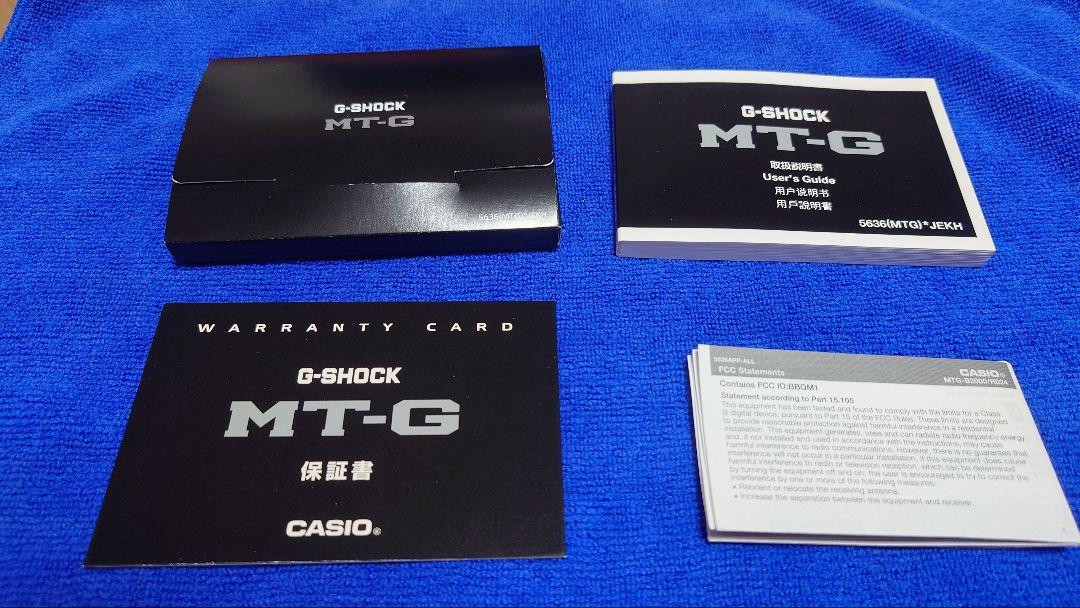 G-SHOCK
MT-G
5636(MTG)*JEKH
G-SHOCK
MT-G
取扱説明書
User's Guide
用户说明书
用戶說明書
5636(MTG)*JEKH
WARRANTY CARD
G-SHOCK
MT-G
保証書
CASIO®
5636APP-ALL
FCC Statements
CASIO®
MTG-B2000/R024
Contains FCC ID:BBQM1
Statement according to Part 15.105
This equipment has been tested and found to comply with the limits for a Class
B digital device, pursuant to Part 15 of the FCC Rules. These limits are designed
to provide reasonable protection against harmful interference in a residential
installation. This equipment generates, uses and can radiate radio frequency energy
and, if not installed and used in accordance with the instructions, may cause
harmful interference to radio communications. However, there is no guarantee that
interference will not occur in a particular installation. If this equipment does cause
harmful interference to radio or television reception, which can be determined
by turning the equipment off and on, the user is encouraged to try to correct the
interference by one or more of the following measures:
• Reorient or relocate the receiving antenna.
• Increase the separation between the equipment and receiver.